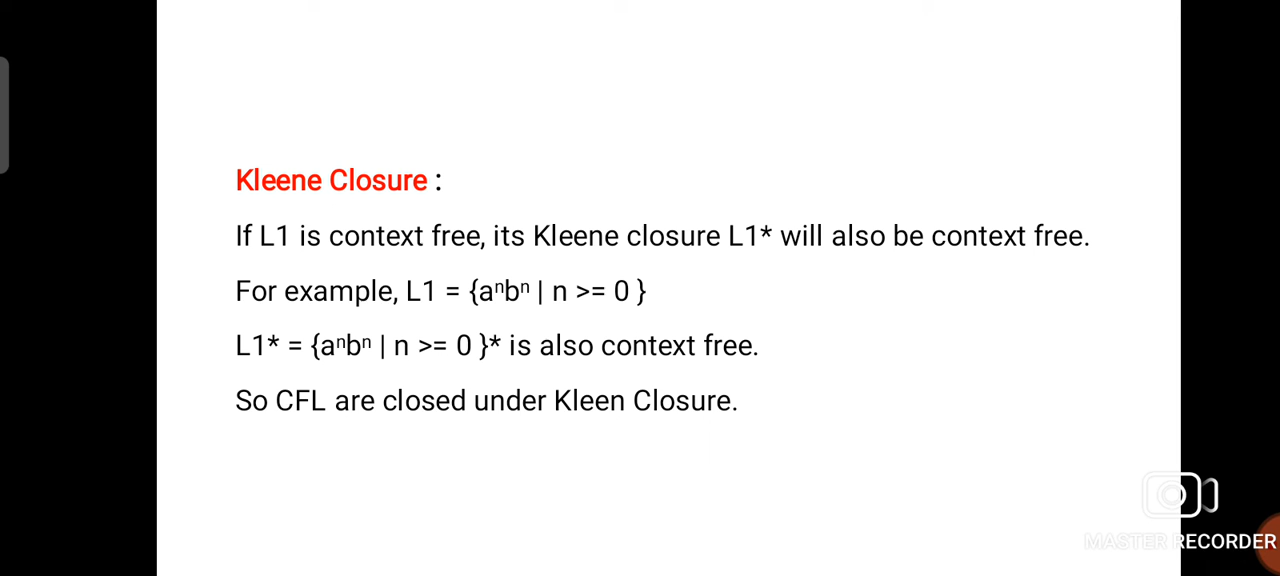 Kleene Closure :
If L1 is context free, its Kleene closure L1* will also be context free.
For example, L1 = {aⁿbⁿ | n >= 0 }
L1* = {aⁿbⁿ | n >= 0 }* is also context free.
So CFL are closed under Kleen Closure.
MASTER RECORDER